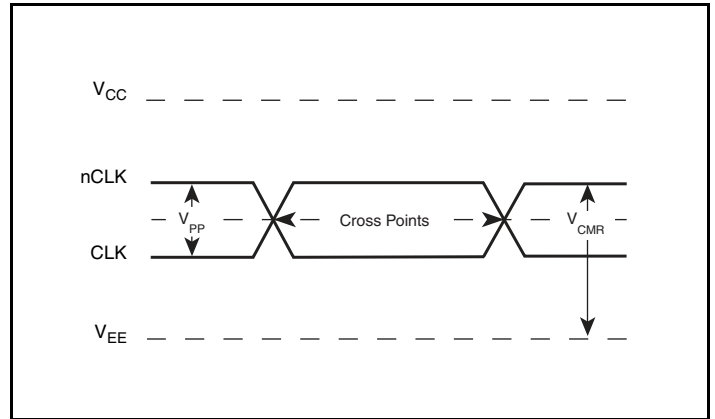 VCC
nCLK
VPP
Cross Points
VCMR
CLK
VEE